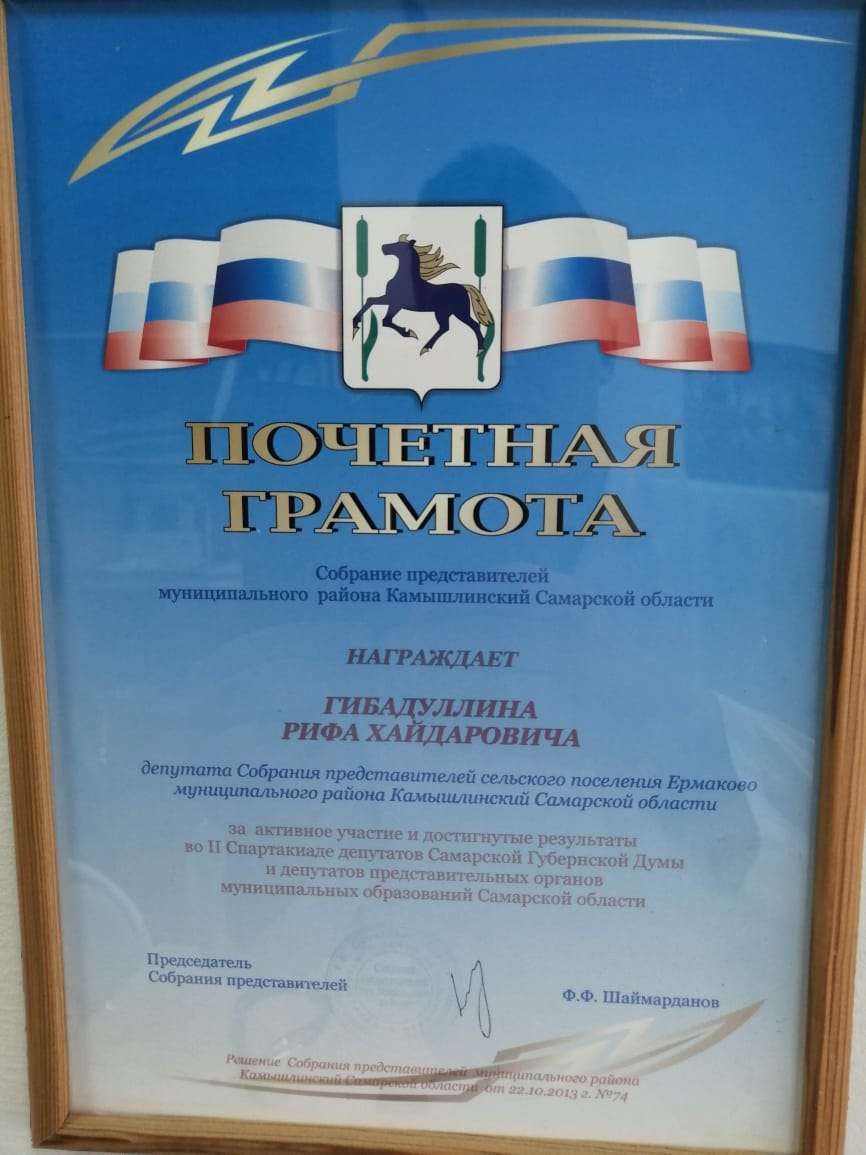 ПОЧЕТНАЯ
ГРАМОТА
Собрание представителей
муниципального района Камышлинский Самарской области
НАГРАЖДАЕТ
ГИБАДУЛЛИНА
РИФА ХАЙДАРОВИЧА
депутата Собрания представителей сельского поселения Ермаково
муниципального района Камышлинский Самарской области
за активное участие и достигнутые результаты
во II Спартакиаде депутатов Самарской Губернской Думы
и депутатов представительных органов
муниципальных образований Самарской области
Председатель
Собрания представителей
Ф.Ф. Шаймарданов
Решение Собрания представителей муниципального района
Камышлинский Самарской области от 22.10.2013 г. №74